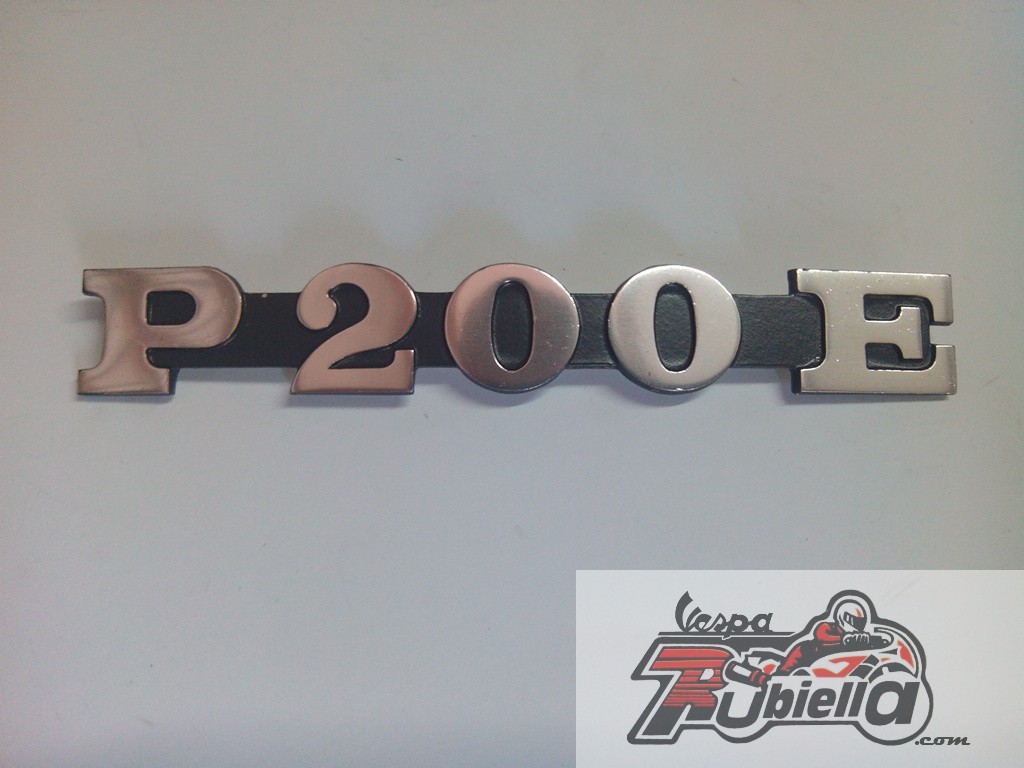 P200E
Vespa
Rubiella
.com